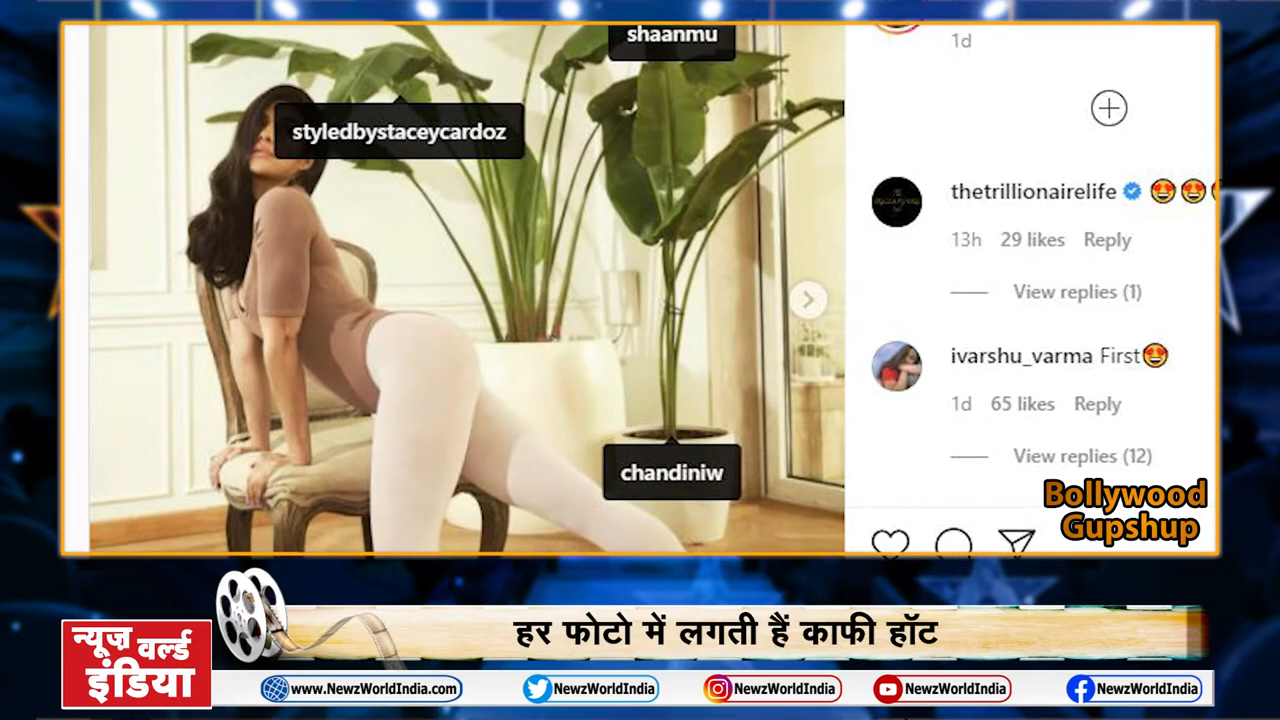 shaanmu
styledbystaceycardoz
chandiniw
1d
thetrillionairelife
13h 29 likes Reply
View replies (1)
ivarshu_varma First
1d 65 likes Reply
View replies (12)
Bollywood
Gupshup
हर फोटो में लगती हैं काफी हॉट
न्यूज़ वर्ल्ड
इंडिया
www.NewzWorldIndia.com NewzWorldIndia NewzWorldIndia NewzWorldIndia NewzWorldIndia